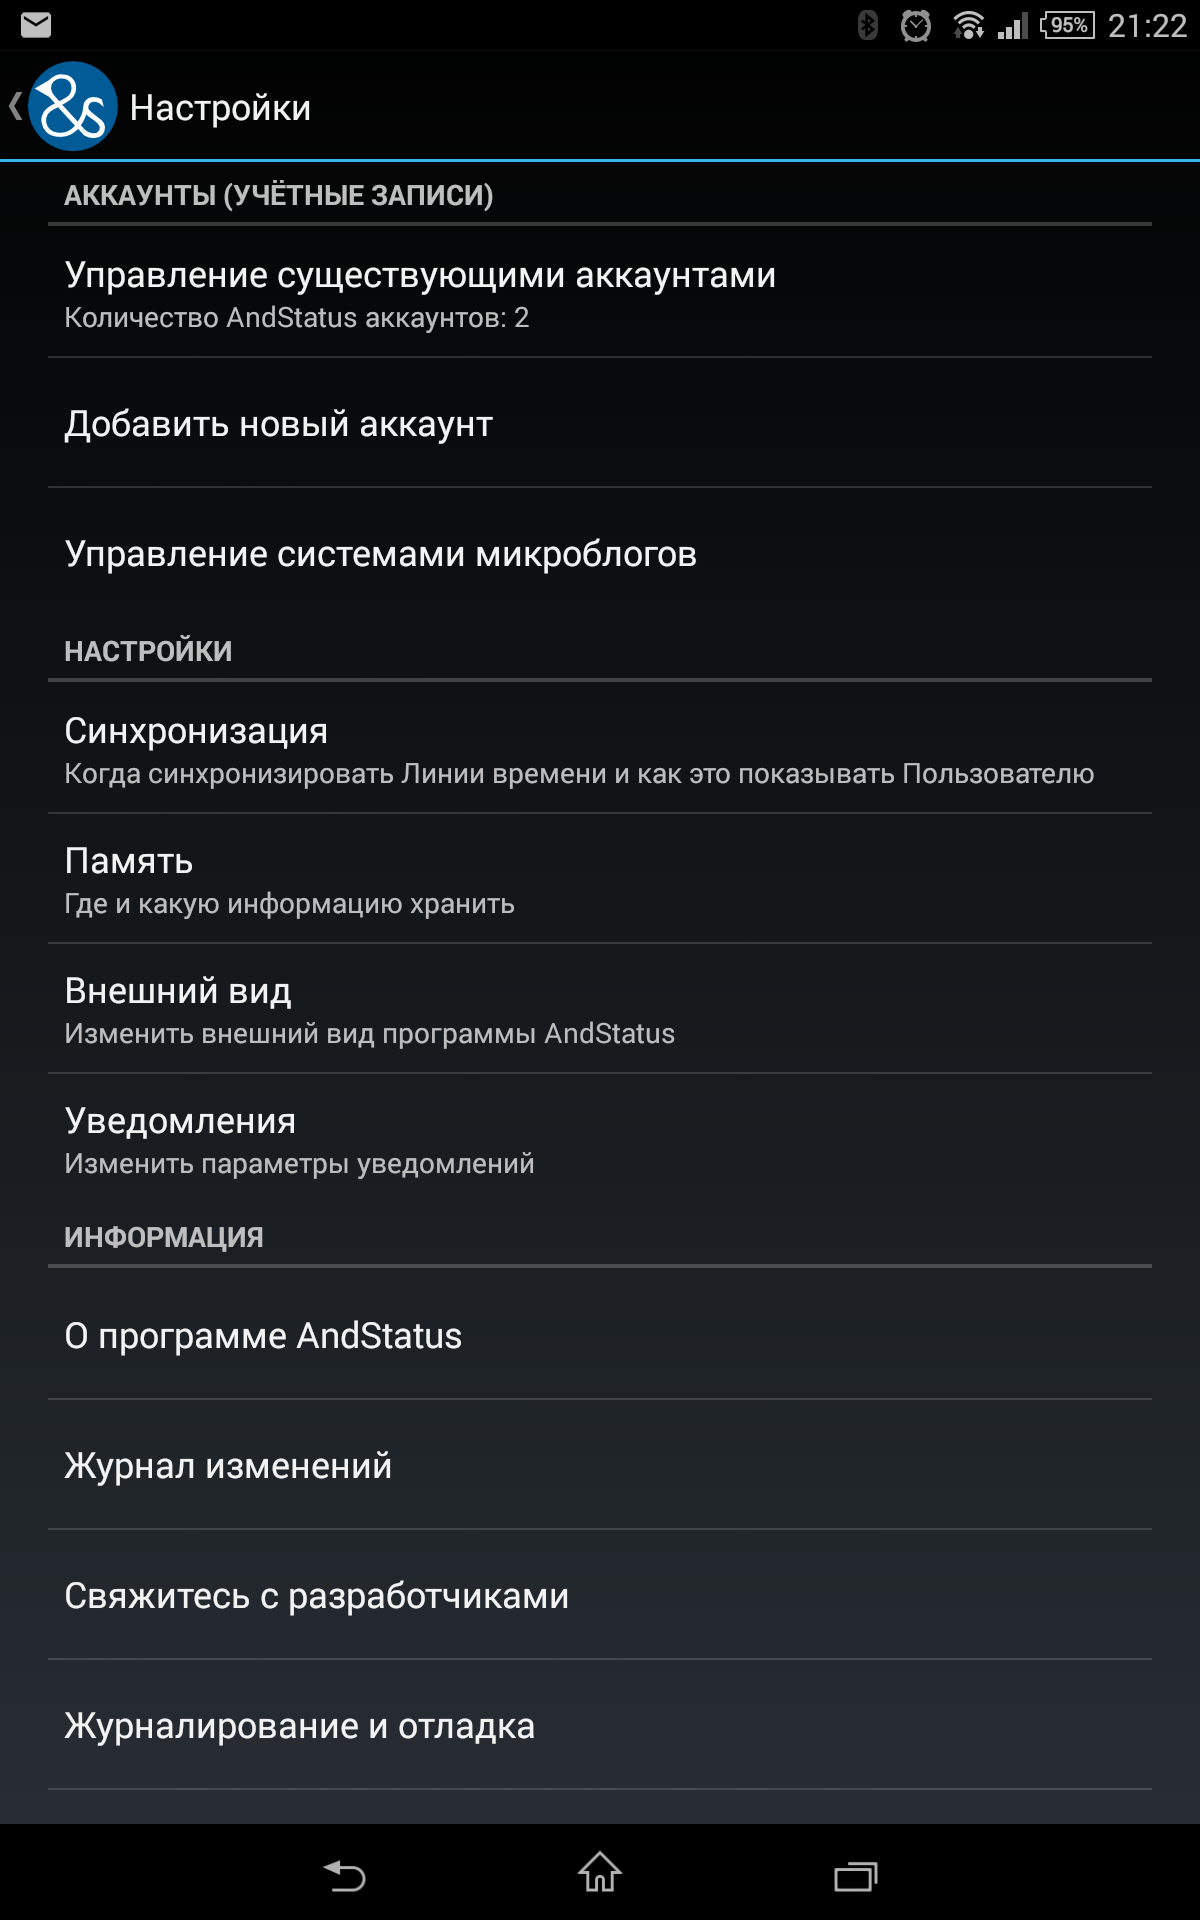 95% 21:22
Настройки
АККАУНТЫ (УЧЁТНЫЕ ЗАПИСИ)
Управление существующими аккаунтами
Количество AndStatus аккаунтов: 2
Добавить новый аккаунт
Управление системами микроблогов
НАСТРОЙКИ
Синхронизация
Когда синхронизировать Линии времени и как это показывать Пользователю
Память
Где и какую информацию хранить
Внешний вид
Изменить внешний вид программы AndStatus
Уведомления
Изменить параметры уведомлений
ИНФОРМАЦИЯ
О программе AndStatus
Журнал изменений
Свяжитесь с разработчиками
Журналирование и отладка